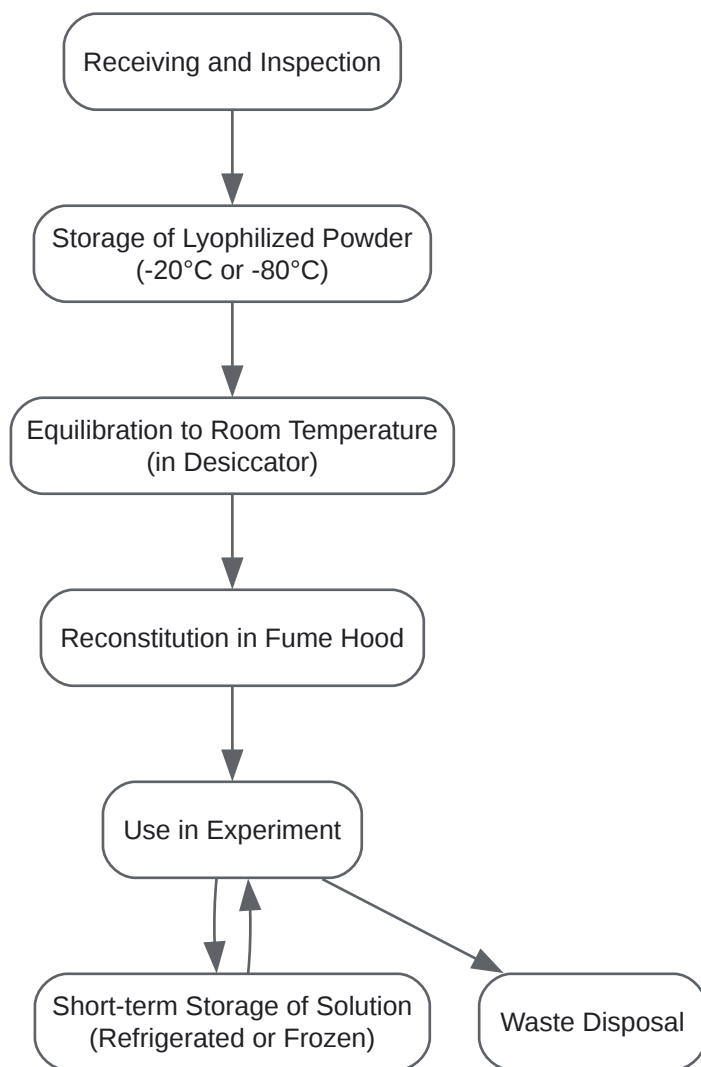 Receiving and Inspection
Storage of Lyophilized Powder
(-20°C or -80°C)
Equilibration to Room Temperature
(in Desiccator)
Reconstitution in Fume Hood
Use in Experiment
Short-term Storage of Solution
(Refrigerated or Frozen)
Waste Disposal